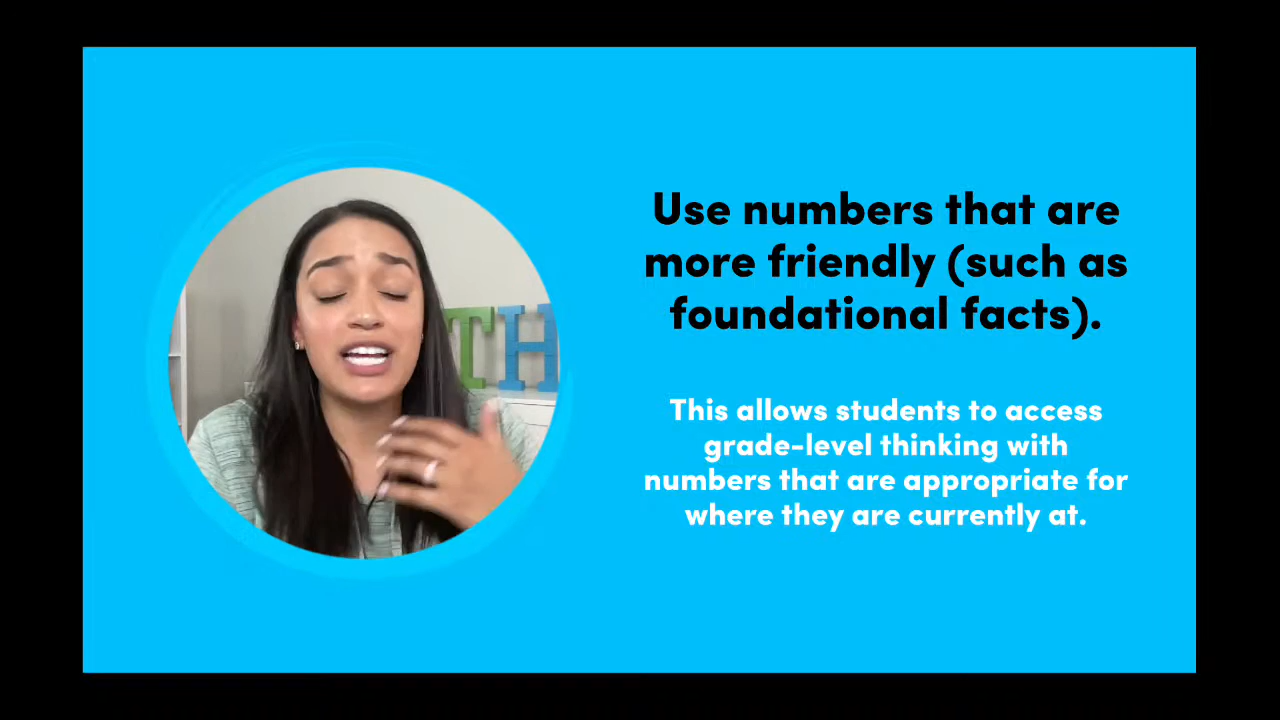 TH
Use numbers that are
more friendly (such as
foundational facts).
This allows students to access
grade-level thinking with
numbers that are appropriate for
where they are currently at.